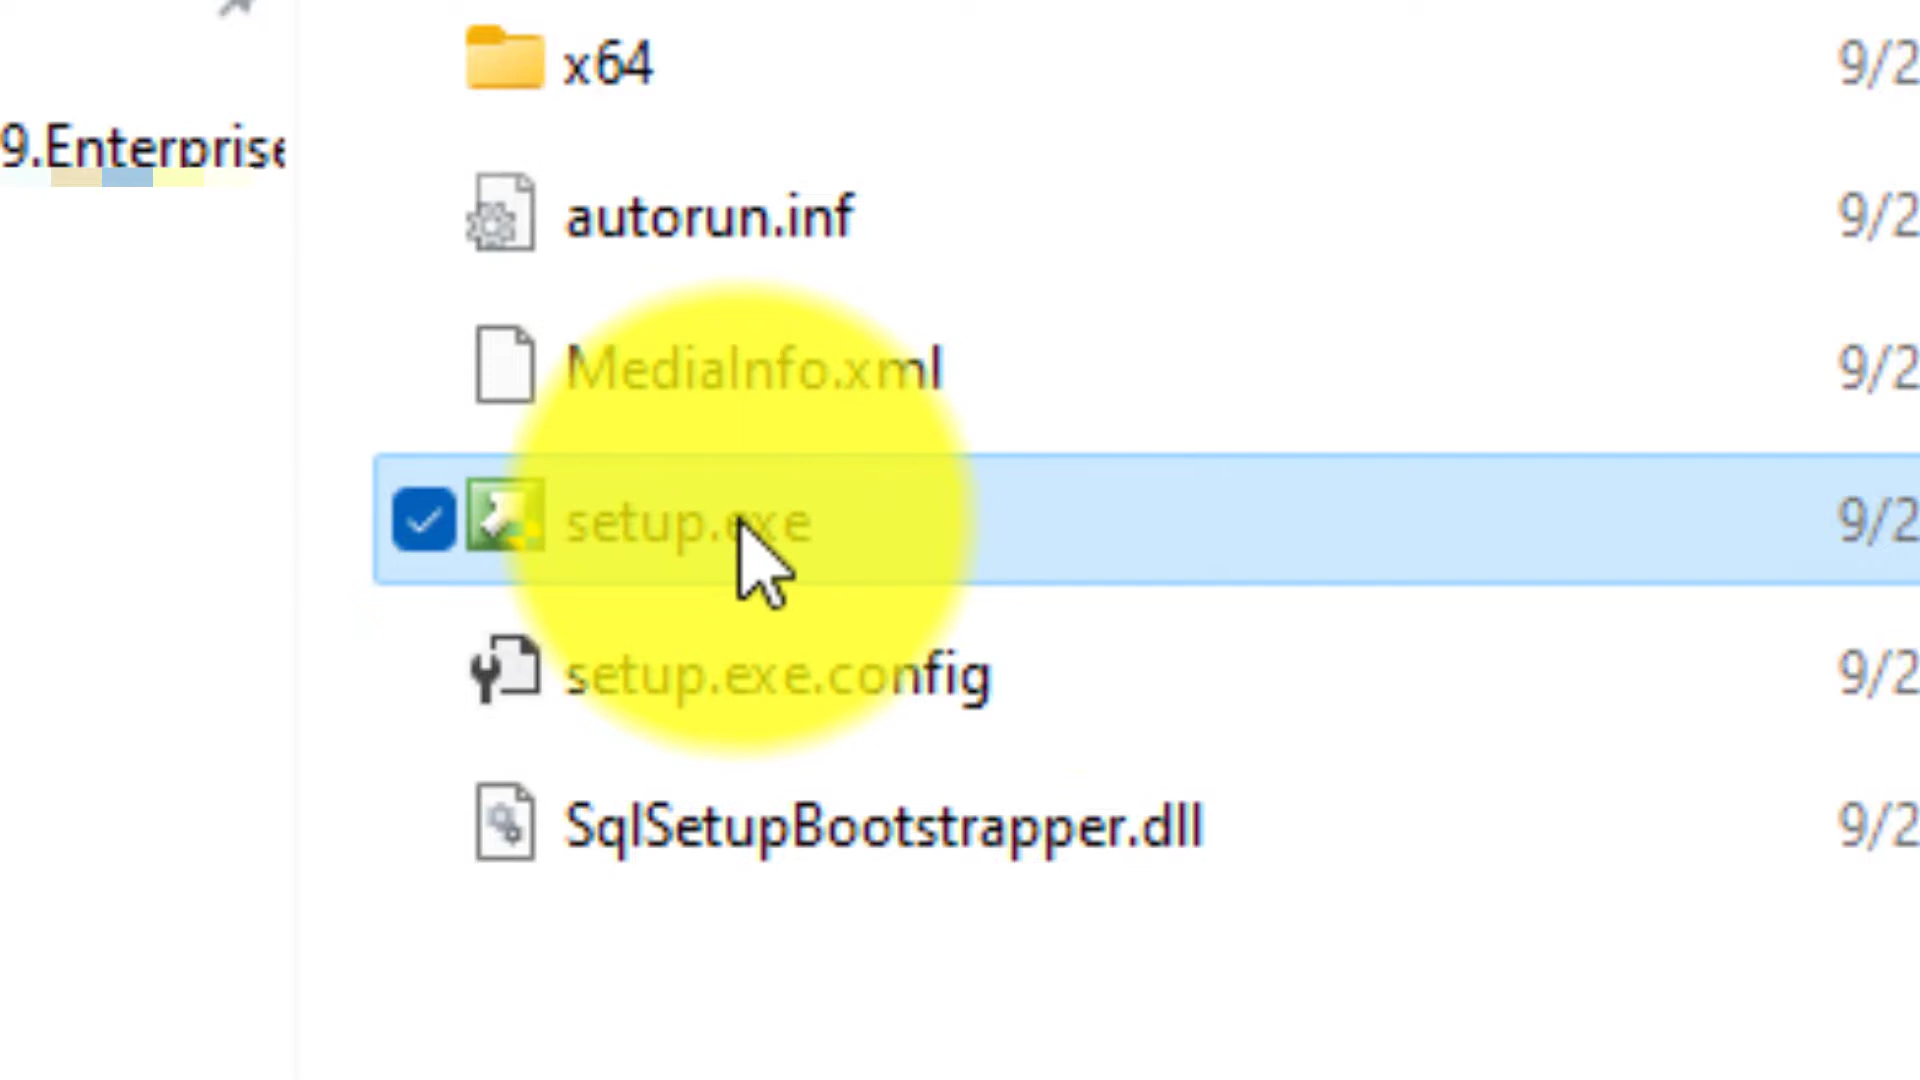 x64 9/2
9.Enterprise
autorun.inf 9/2
MediaInfo.xml 9/2
setup.exe 9/2
setup.exe.config 9/2
SqlSetupBootstrapper.dll 9/2